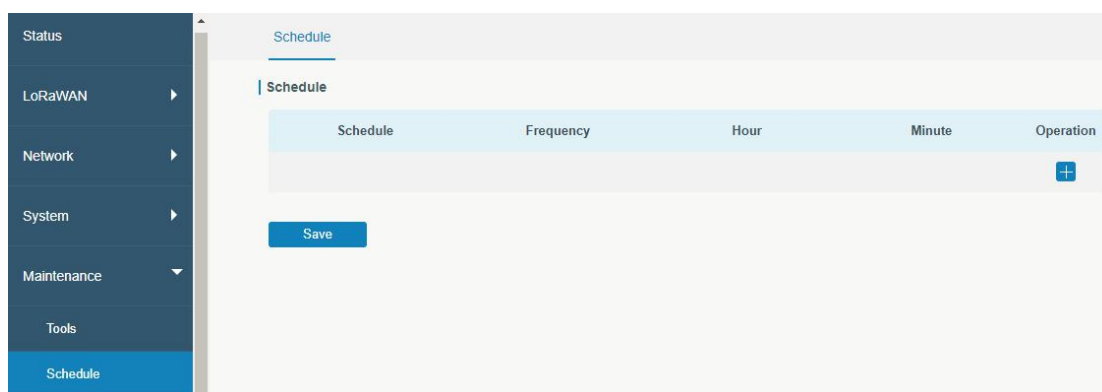 Status
LoRaWAN
Network
System
Maintenance
Tools
Schedule
Schedule
Schedule
Schedule Frequency Hour Minute Operation
Save